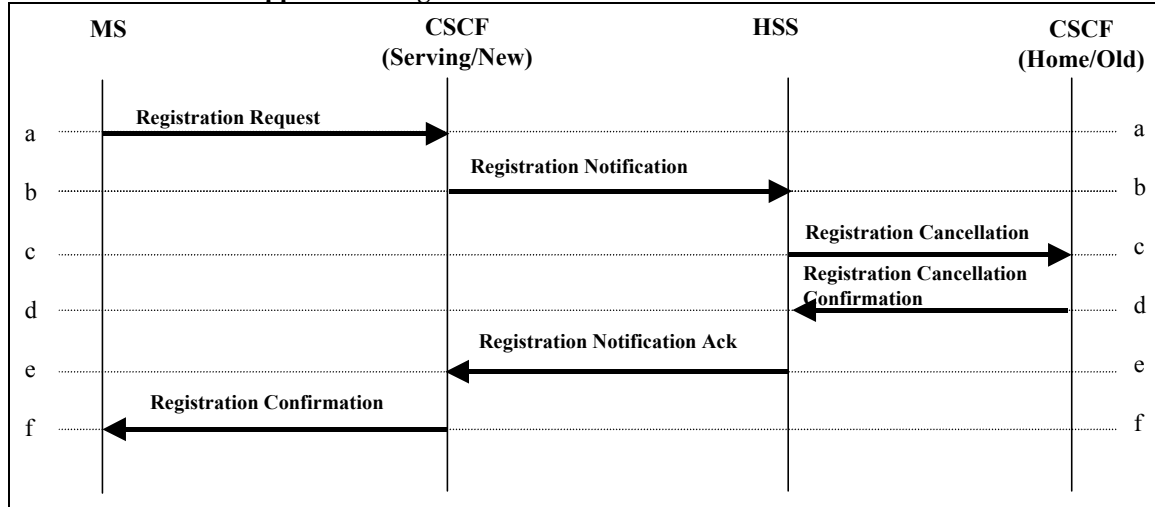 MS
CSCF
(Serving/New)
HSS
CSCF
(Home/Old)
a
Registration Request
a
b
Registration Notification
b
c
Registration Cancellation
c
Registration Cancellation
Confirmation
d
d
e
Registration Notification Ack
e
f
Registration Confirmation
f